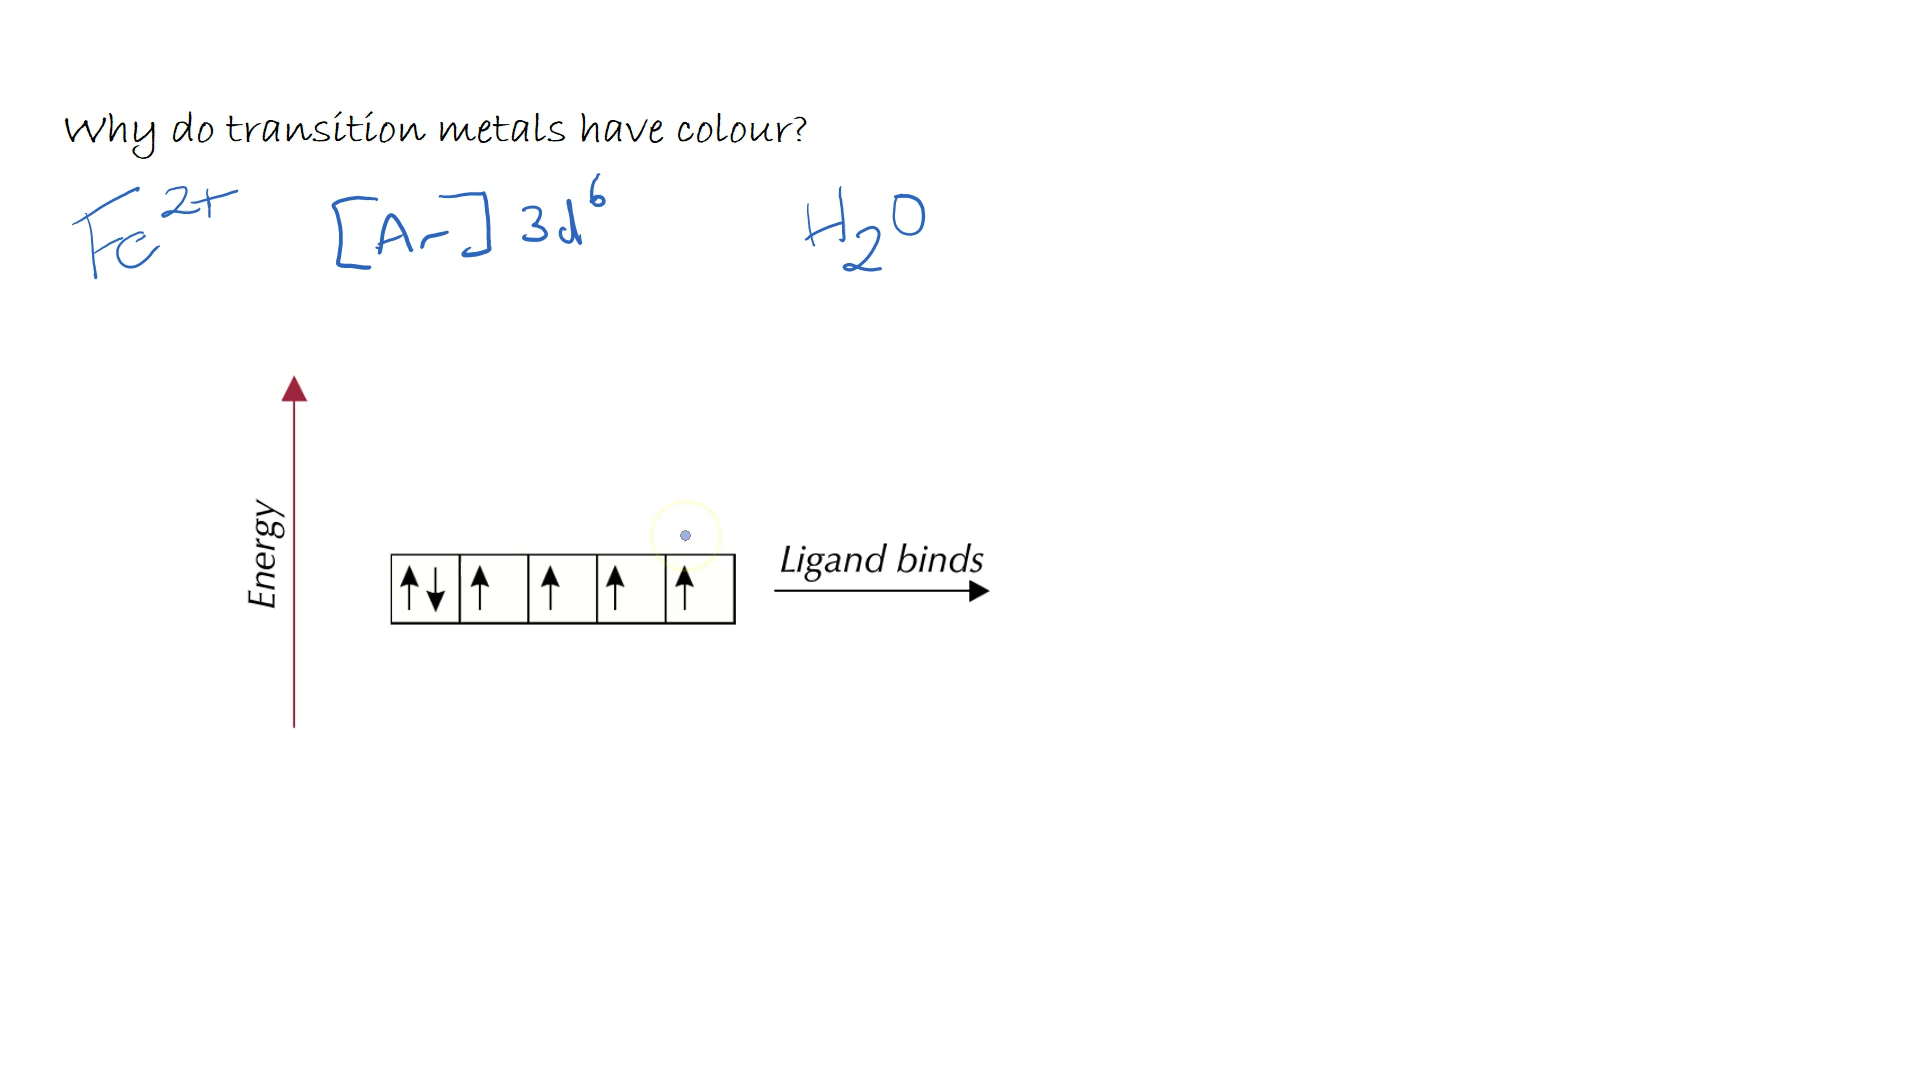 Why do transition metals have colour?
Fe²⁺ [Ar] 3d⁶ H₂O
Energy
Ligand binds